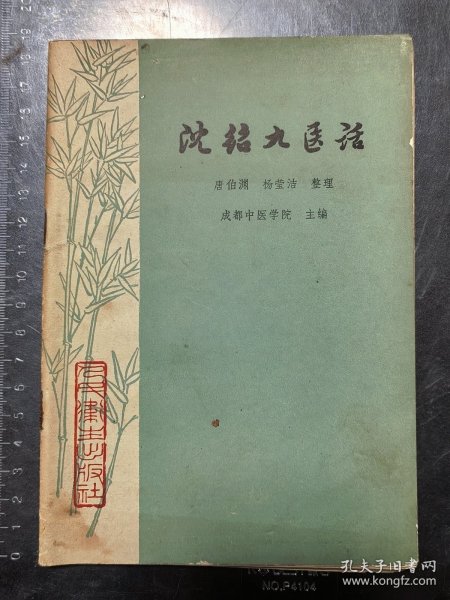 沈绍九医话
唐伯渊 杨莹洁 整理
成都中医学院 主编
人民卫生出版社
NO.P4104
孔夫子旧书网
www.kongfz.com